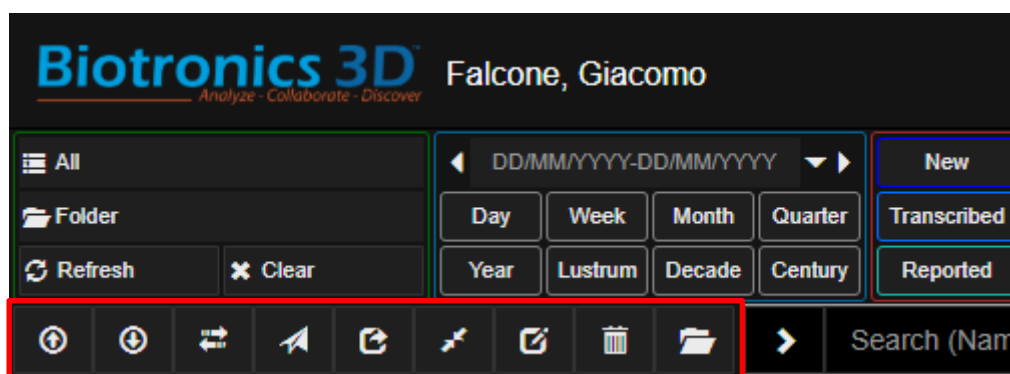 Biotronics 3D™
Analyze - Collaborate - Discover
Falcone, Giacomo
All
DD/MM/YYYY-DD/MM/YYYY
New
Folder
Day Week Month Quarter
Transcribed
Refresh Clear
Year Lustrum Decade Century
Reported
Search (Nam